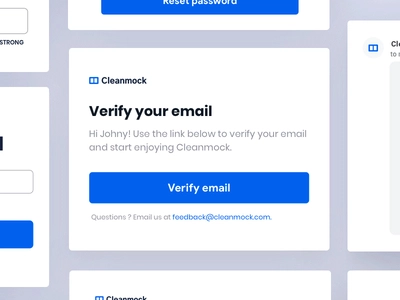 Reset password
STRONG
Cleanmock
Verify your email
Hi Johny! Use the link below to verify your email
and start enjoying Cleanmock.
Verify email
Questions ? Email us at feedback@cleanmock.com.
Cleanmock